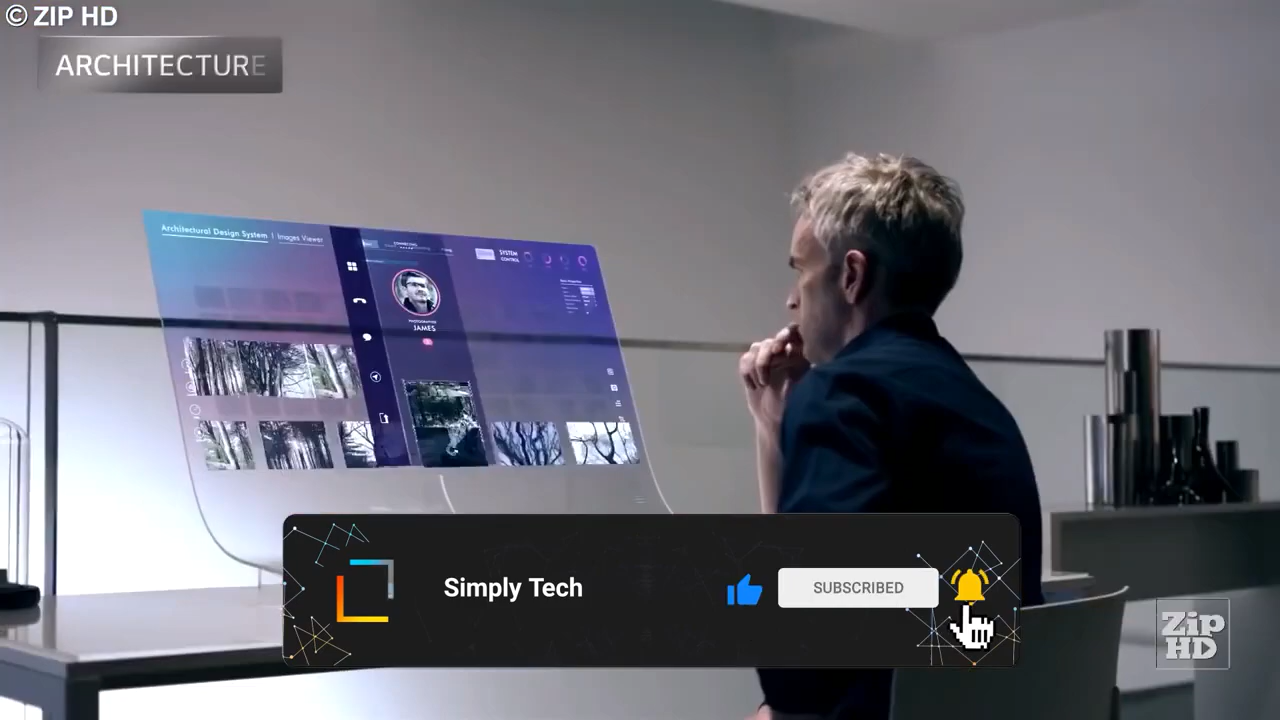 © ZIP HD
ARCHITECTURE
Architectural Design System | Images Viewer
SYSTEM
CONTROL
JAMES
Simply Tech
SUBSCRIBED
Zip
HD